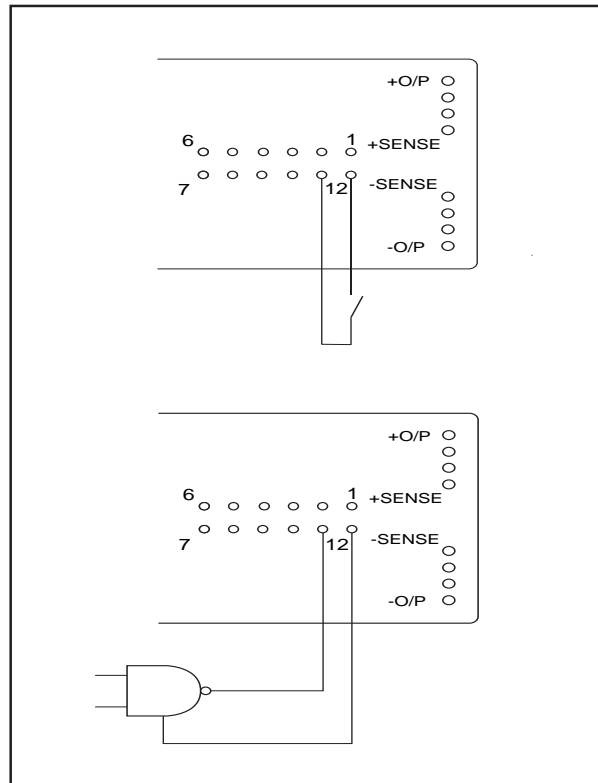 +O/P
6
1
+SENSE
7
12
-SENSE
-O/P
+O/P
6
1
+SENSE
7
12
-SENSE
-O/P